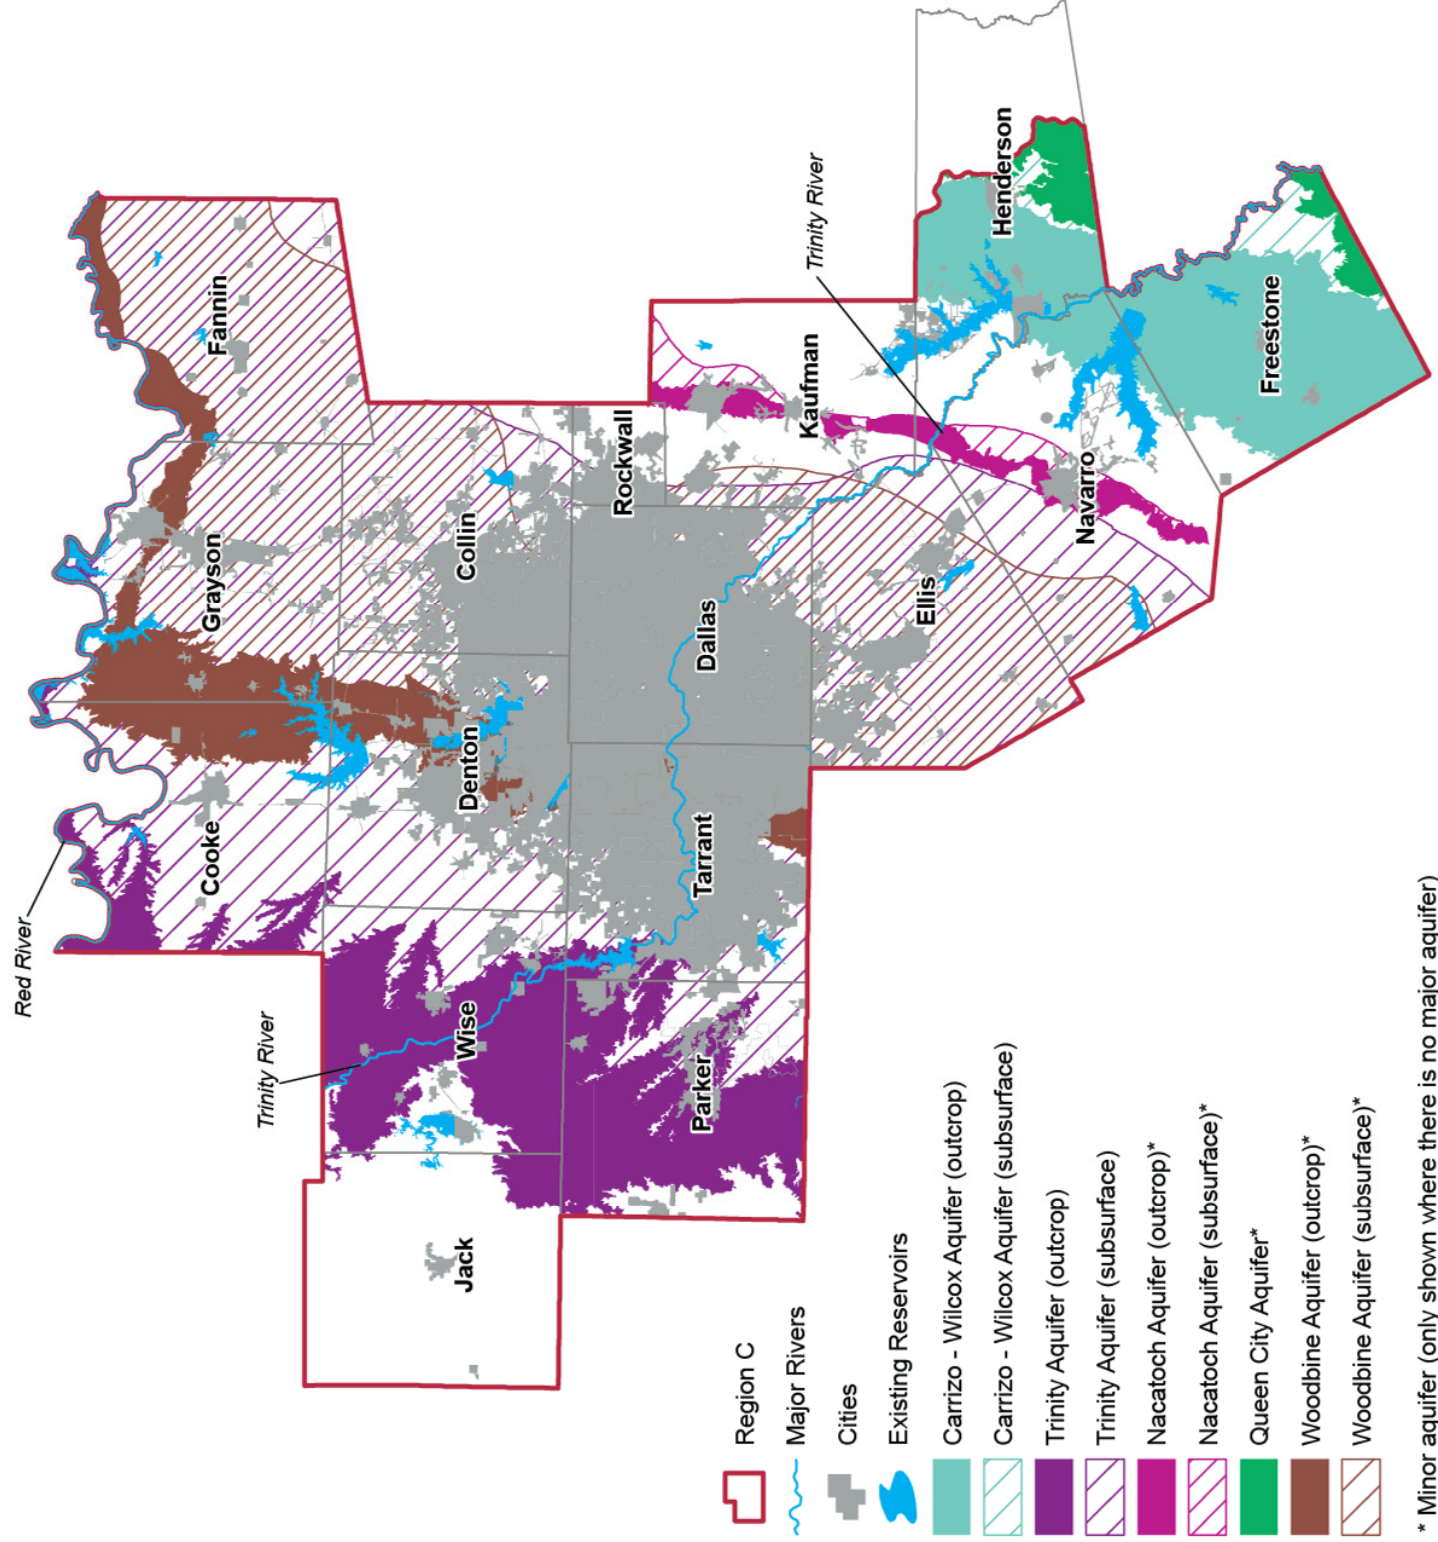 Red River
Trinity River
Trinity River
Jack
Wise
Parker
Cooke
Denton
Tarrant
Grayson
Collin
Dallas
Fannin
Rockwall
Ellis
Kaufman
Navarro
Henderson
Freestone
Region C
Major Rivers
Cities
Existing Reservoirs
Carrizo - Wilcox Aquifer (outcrop)
Carrizo - Wilcox Aquifer (subsurface)
Trinity Aquifer (outcrop)
Trinity Aquifer (subsurface)
Nacatoch Aquifer (outcrop)*
Nacatoch Aquifer (subsurface)*
Queen City Aquifer*
Woodbine Aquifer (outcrop)*
Woodbine Aquifer (subsurface)*
* Minor aquifer (only shown where there is no major aquifer)